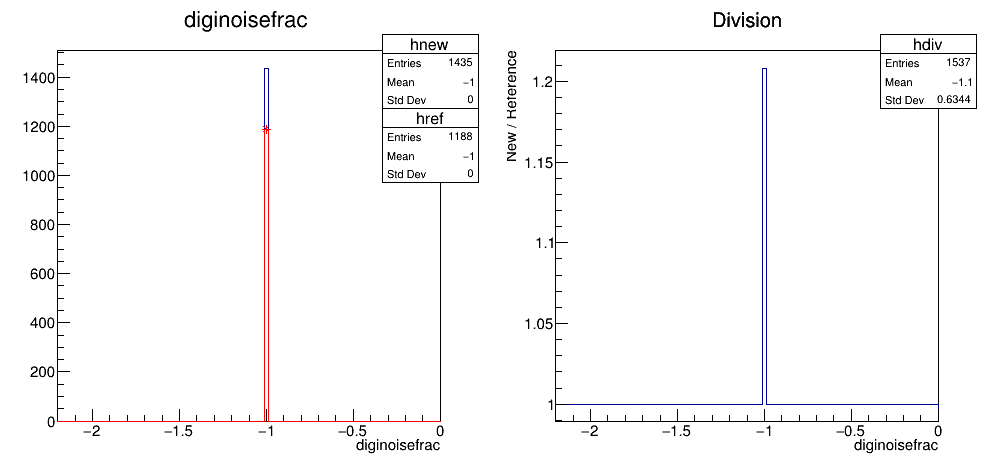 diginoisefrac
hnew
Entries 1435
Mean −1
Std Dev 0
href
Entries 1188
Mean −1
Std Dev 0
1400
1200
1000
800
600
400
200
0
−2 −1.5 −1 −0.5 0
diginoisefrac
Division
hdiv
Entries 1537
Mean −1.1
Std Dev 0.6344
New / Reference
1.2
1.15
1.1
1.05
1
−2 −1.5 −1 −0.5 0
diginoisefrac